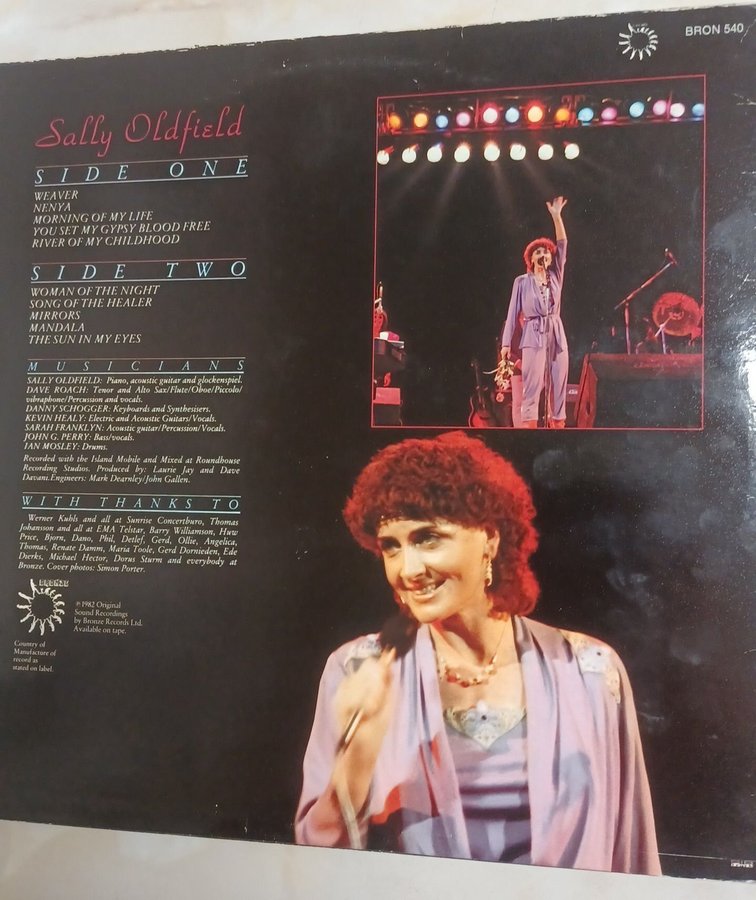 BRON 540
Sally Oldfield
SIDE ONE
WEAVER
NENYA
MORNING OF MY LIFE
YOU SET MY GYPSY BLOOD FREE
RIVER OF MY CHILDHOOD
SIDE TWO
WOMAN OF THE NIGHT
SONG OF THE HEALER
MIRRORS
MANDALA
THE SUN IN MY EYES
MUSICIANS
SALLY OLDFIELD: Piano, acoustic guitar and glockenspiel.
DAVE ROACH: Tenor and Alto Sax/Flute/Oboe/Piccolo/
vibraphone/Percussion and vocals.
DANNY SCHOGGER: Keyboards and Synthesisers.
KEVIN HEALY: Electric and Acoustic Guitars/Vocals.
SARAH FRANKLYN: Acoustic guitar/Percussion/Vocals.
JOHN G. PERRY: Bass/vocals.
IAN MOSLEY: Drums.
Recorded with the Island Mobile and Mixed at Roundhouse
Recording Studios. Produced by: Laurie Jay and Dave
Davani. Engineers: Mark Dearnley/John Gallen.
WITH THANKS TO
Werner Kuhls and all at Sunrise Concertburo, Thomas
Johansson and all at EMA Telstar, Barry Williamson, Huw
Price, Bjorn, Dano, Phil, Detlef, Gerd, Ollie, Angelica,
Thomas, Renate Damm, Maria Toole, Gerd Dornieden, Ede
Dierks, Michael Hector, Dorus Sturm and everybody at
Bronze. Cover photos: Simon Porter.
BRONZE
℗ 1982 Original
Sound Recordings
by Bronze Records Ltd.
Available on tape.
Country of
Manufacture of
record as
stated on label.